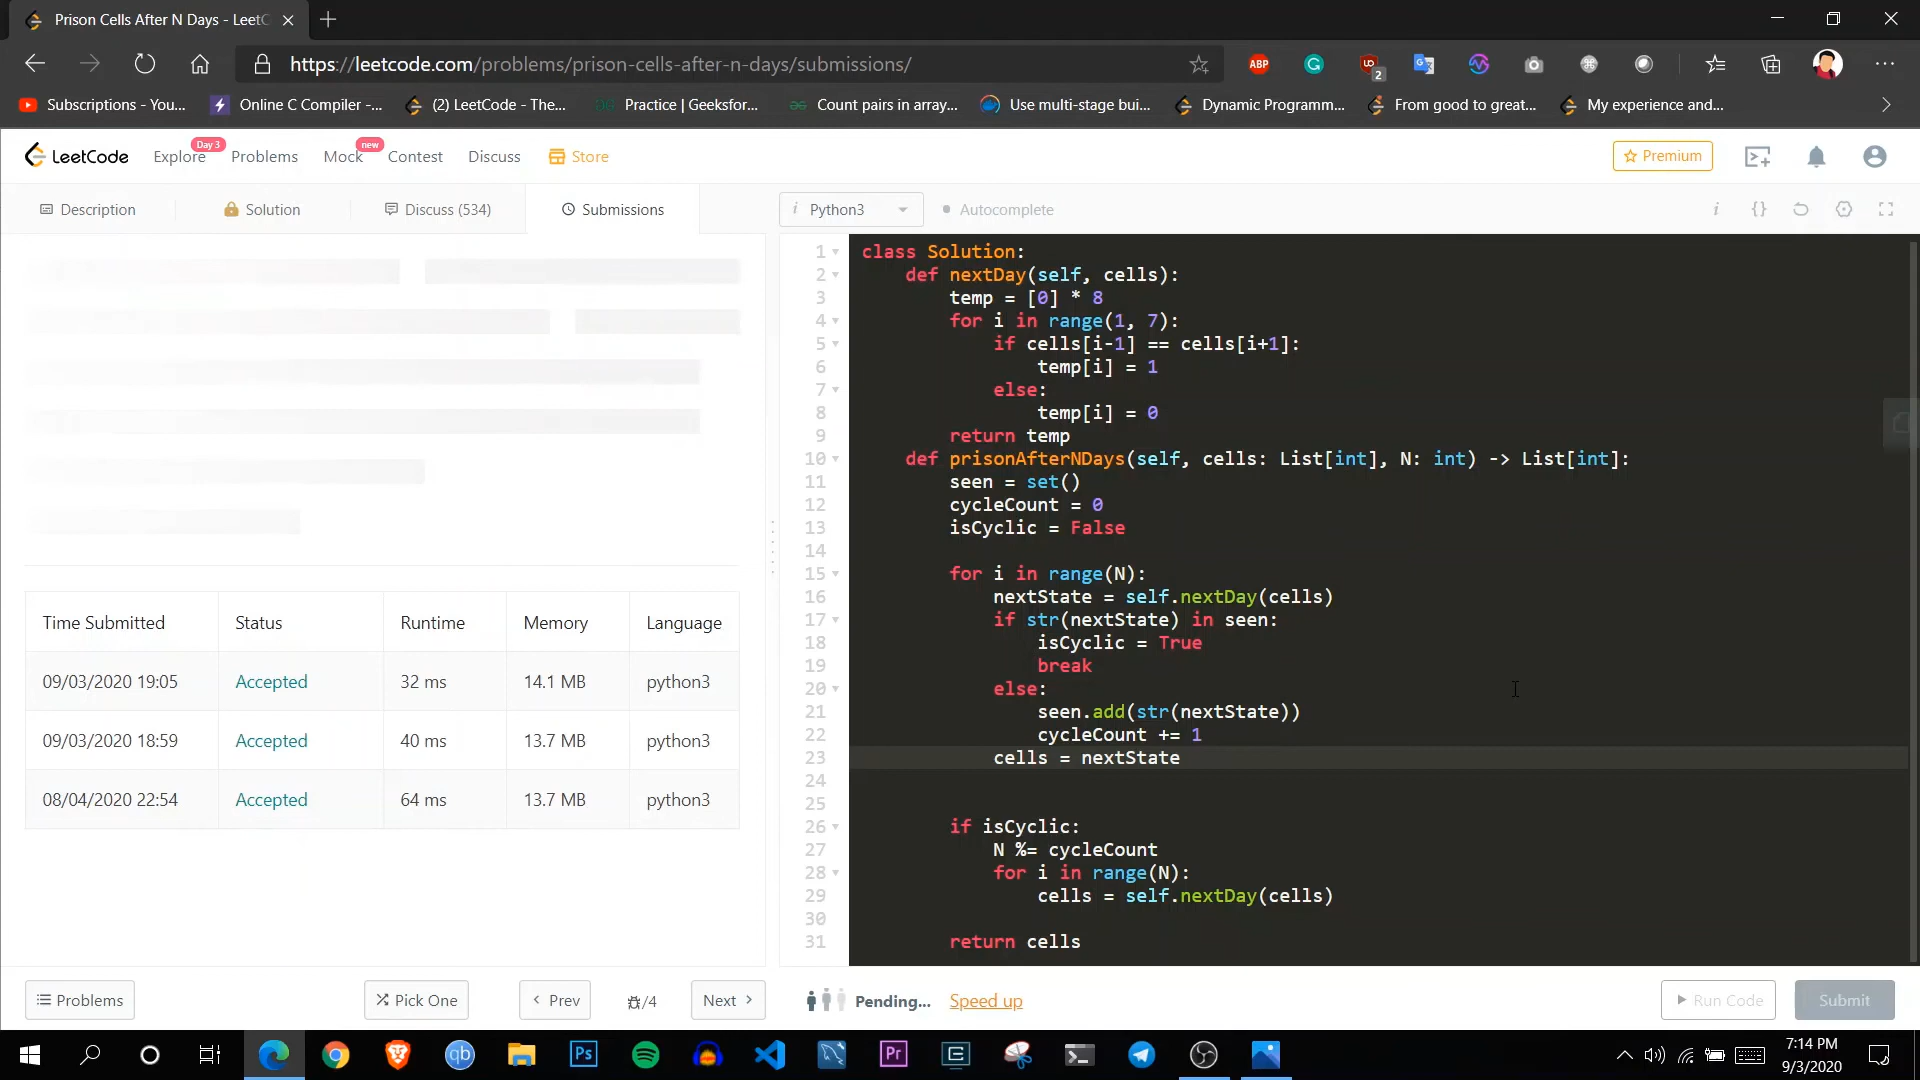 Prison Cells After N Days - LeetC
https://leetcode.com/problems/prison-cells-after-n-days/submissions/
ABP
2
Subscriptions - You...
Online C Compiler -...
(2) LeetCode - The...
Practice | Geeksfor...
Count pairs in array...
Use multi-stage bui...
Dynamic Programm...
From good to great...
My experience and...
LeetCode
Explore
Day 3
Problems
Mock
new
Contest
Discuss
Store
Premium
Description
Solution
Discuss (534)
Submissions
i Python3
Autocomplete
Time Submitted Status Runtime Memory Language
09/03/2020 19:05 Accepted 32 ms 14.1 MB python3
09/03/2020 18:59 Accepted 40 ms 13.7 MB python3
08/04/2020 22:54 Accepted 64 ms 13.7 MB python3
1 class Solution:
2 def nextDay(self, cells):
3 temp = [0] * 8
4 for i in range(1, 7):
5 if cells[i-1] == cells[i+1]:
6 temp[i] = 1
7 else:
8 temp[i] = 0
9 return temp
10 def prisonAfterNDays(self, cells: List[int], N: int) -> List[int]:
11 seen = set()
12 cycleCount = 0
13 isCyclic = False
14
15 for i in range(N):
16 nextState = self.nextDay(cells)
17 if str(nextState) in seen:
18 isCyclic = True
19 break
20 else:
21 seen.add(str(nextState))
22 cycleCount += 1
23 cells = nextState
24
25
26 if isCyclic:
27 N %= cycleCount
28 for i in range(N):
29 cells = self.nextDay(cells)
30
31 return cells
Problems
Pick One
Prev
/4
Next
Pending...
Speed up
Run Code
Submit
qb
Ps
Pr
7:14 PM
9/3/2020